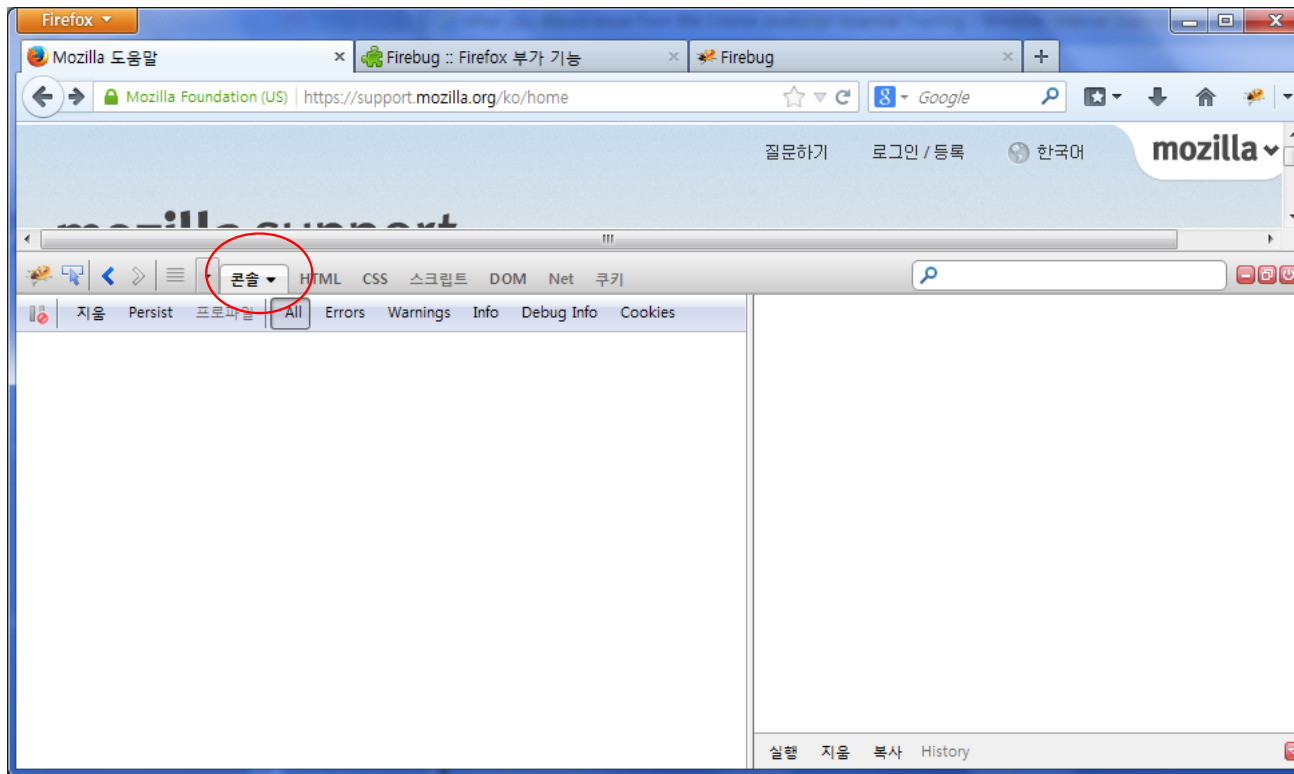 Firefox
Mozilla 도움말 Firebug :: Firefox 부가 기능 Firebug
Mozilla Foundation (US) https://support.mozilla.org/ko/home Google
질문하기 로그인 / 등록 한국어 mozilla
mozilla support
콘솔 HTML CSS 스크립트 DOM Net 쿠키
지움 Persist 프로파일 All Errors Warnings Info Debug Info Cookies
실행 지움 복사 History